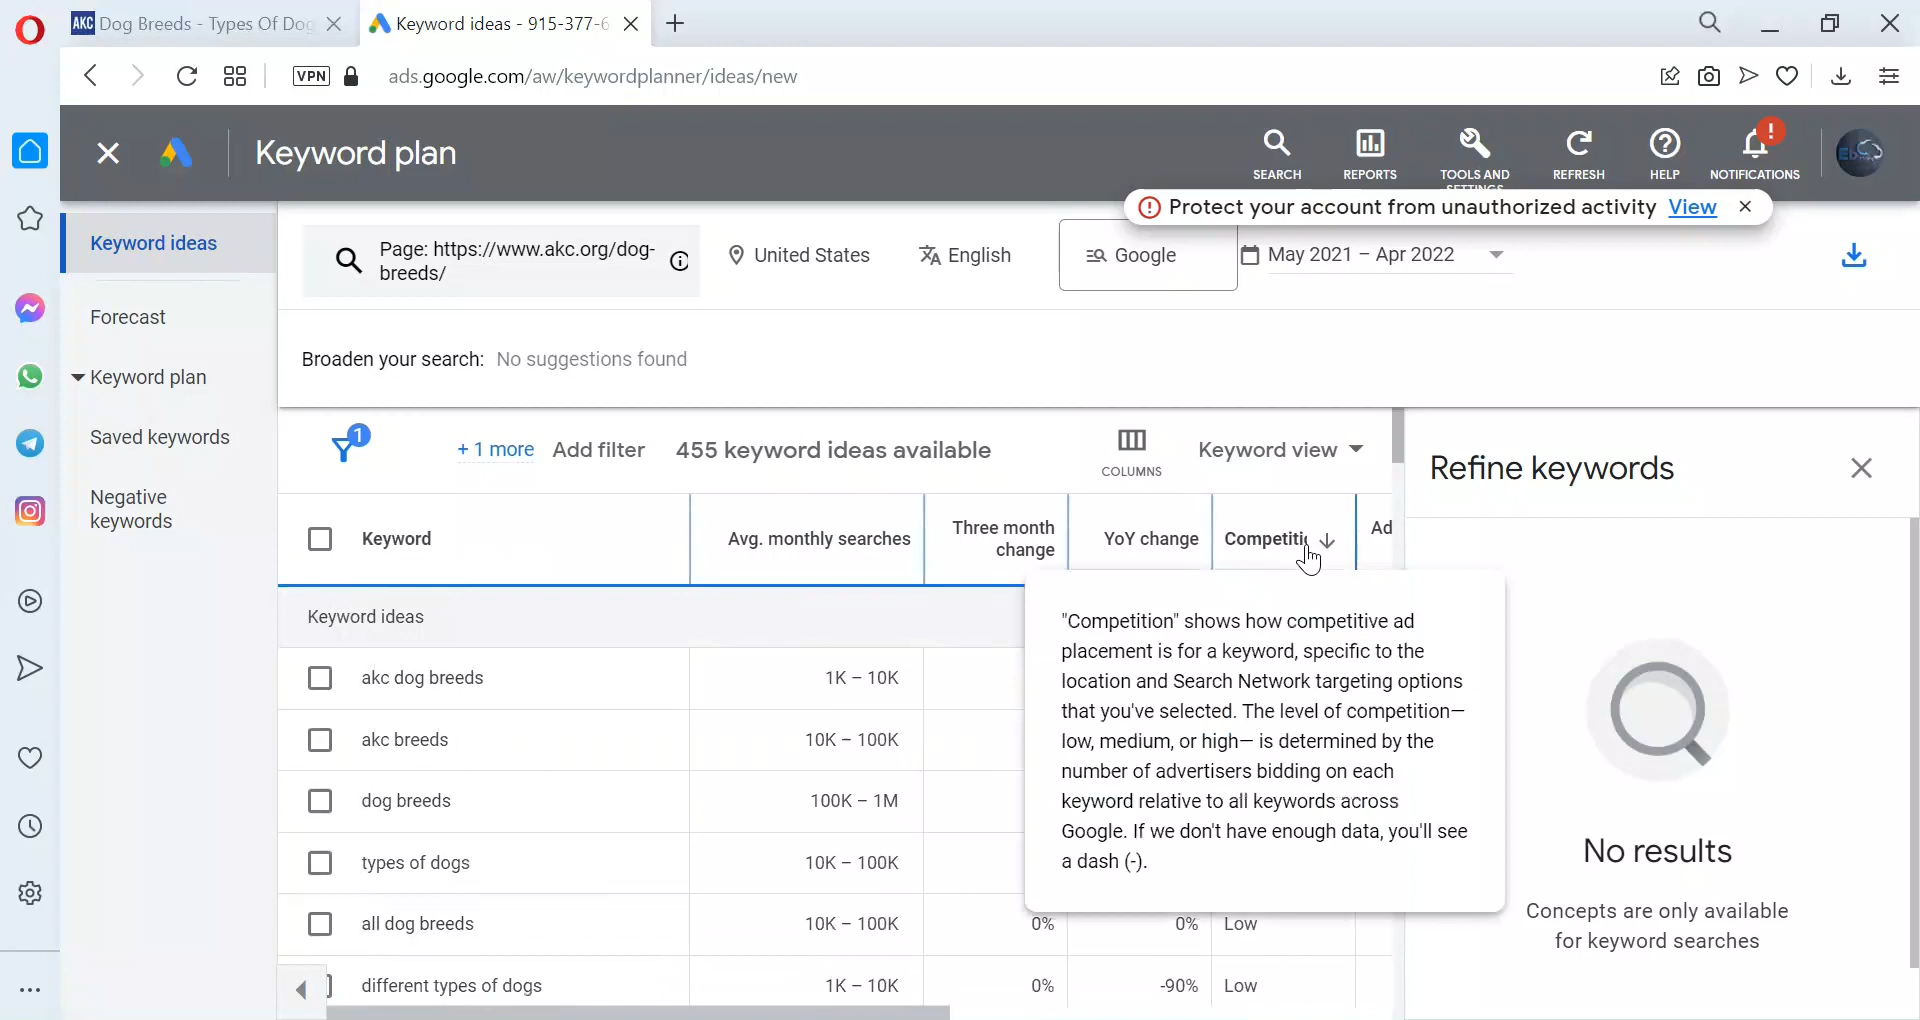 AKC Dog Breeds - Types Of Dog
Keyword ideas - 915-377-6
VPN
ads.google.com/aw/keywordplanner/ideas/new
Keyword plan
SEARCH
REPORTS
TOOLS AND
SETTINGS
REFRESH
HELP
!
NOTIFICATIONS
Protect your account from unauthorized activity View
Keyword ideas
Forecast
Keyword plan
Saved keywords
Negative
keywords
Page: https://www.akc.org/dog-
breeds/
United States
English
Google
May 2021 – Apr 2022
Broaden your search: No suggestions found
1
+ 1 more
Add filter
455 keyword ideas available
COLUMNS
Keyword view
Keyword
Avg. monthly searches
Three month
change
YoY change
Competiti
Ad
Keyword ideas
akc dog breeds 1K – 10K
akc breeds 10K – 100K
dog breeds 100K – 1M
types of dogs 10K – 100K
all dog breeds 10K – 100K 0% 0% Low
different types of dogs 1K – 10K 0% -90% Low
"Competition" shows how competitive ad
placement is for a keyword, specific to the
location and Search Network targeting options
that you've selected. The level of competition—
low, medium, or high— is determined by the
number of advertisers bidding on each
keyword relative to all keywords across
Google. If we don't have enough data, you'll see
a dash (-).
Refine keywords
No results
Concepts are only available
for keyword searches